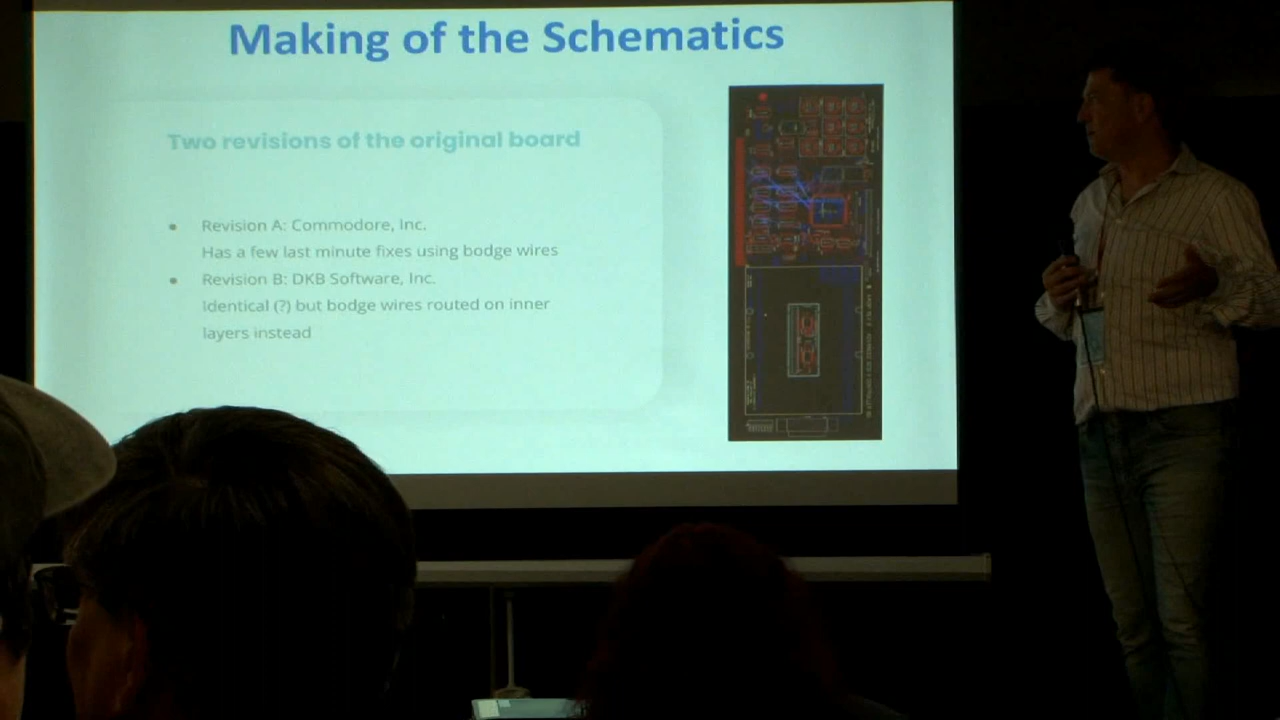 Making of the Schematics
Two revisions of the original board
• Revision A: Commodore, Inc.
Has a few last minute fixes using bodge wires
• Revision B: DKB Software, Inc.
Identical (?) but bodge wires routed on inner
layers instead